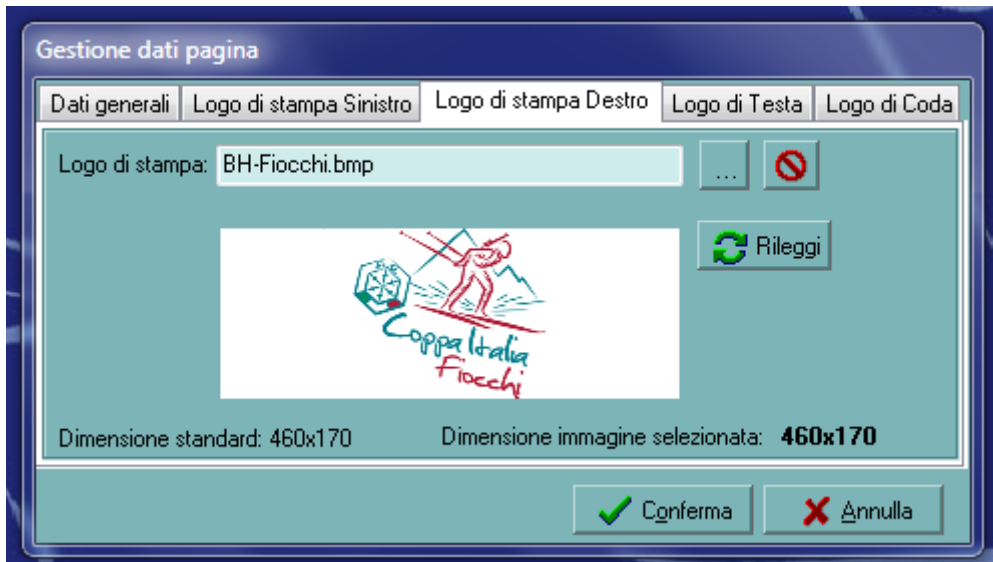 Gestione dati pagina
Dati generali Logo di stampa Sinistro Logo di stampa Destro Logo di Testa Logo di Coda
Logo di stampa: BH-Fiocchi.bmp ...
Rileggi
Coppa Italia
Fiocchi
Dimensione standard: 460x170 Dimensione immagine selezionata: 460x170
Conferma Annulla